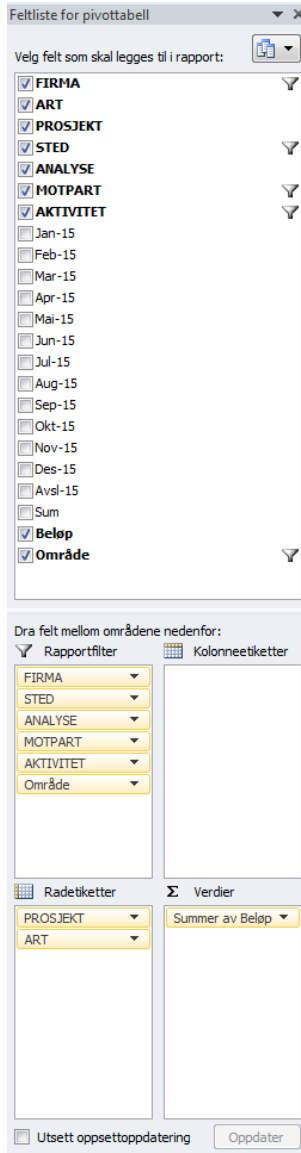 Feltliste for pivottabell
Velg felt som skal legges til i rapport:
FIRMA
ART
PROSJEKT
STED
ANALYSE
MOTPART
AKTIVITET
Jan-15
Feb-15
Mar-15
Apr-15
Mai-15
Jun-15
Jul-15
Aug-15
Sep-15
Okt-15
Nov-15
Des-15
Avsl-15
Sum
Beløp
Område
Dra felt mellom områdene nedenfor:
Rapportfilter
FIRMA
STED
ANALYSE
MOTPART
AKTIVITET
Område
Kolonneetiketter
Radetiketter
PROSJEKT
ART
Σ Verdier
Summer av Beløp
Utsett oppsettoppdatering
Oppdater